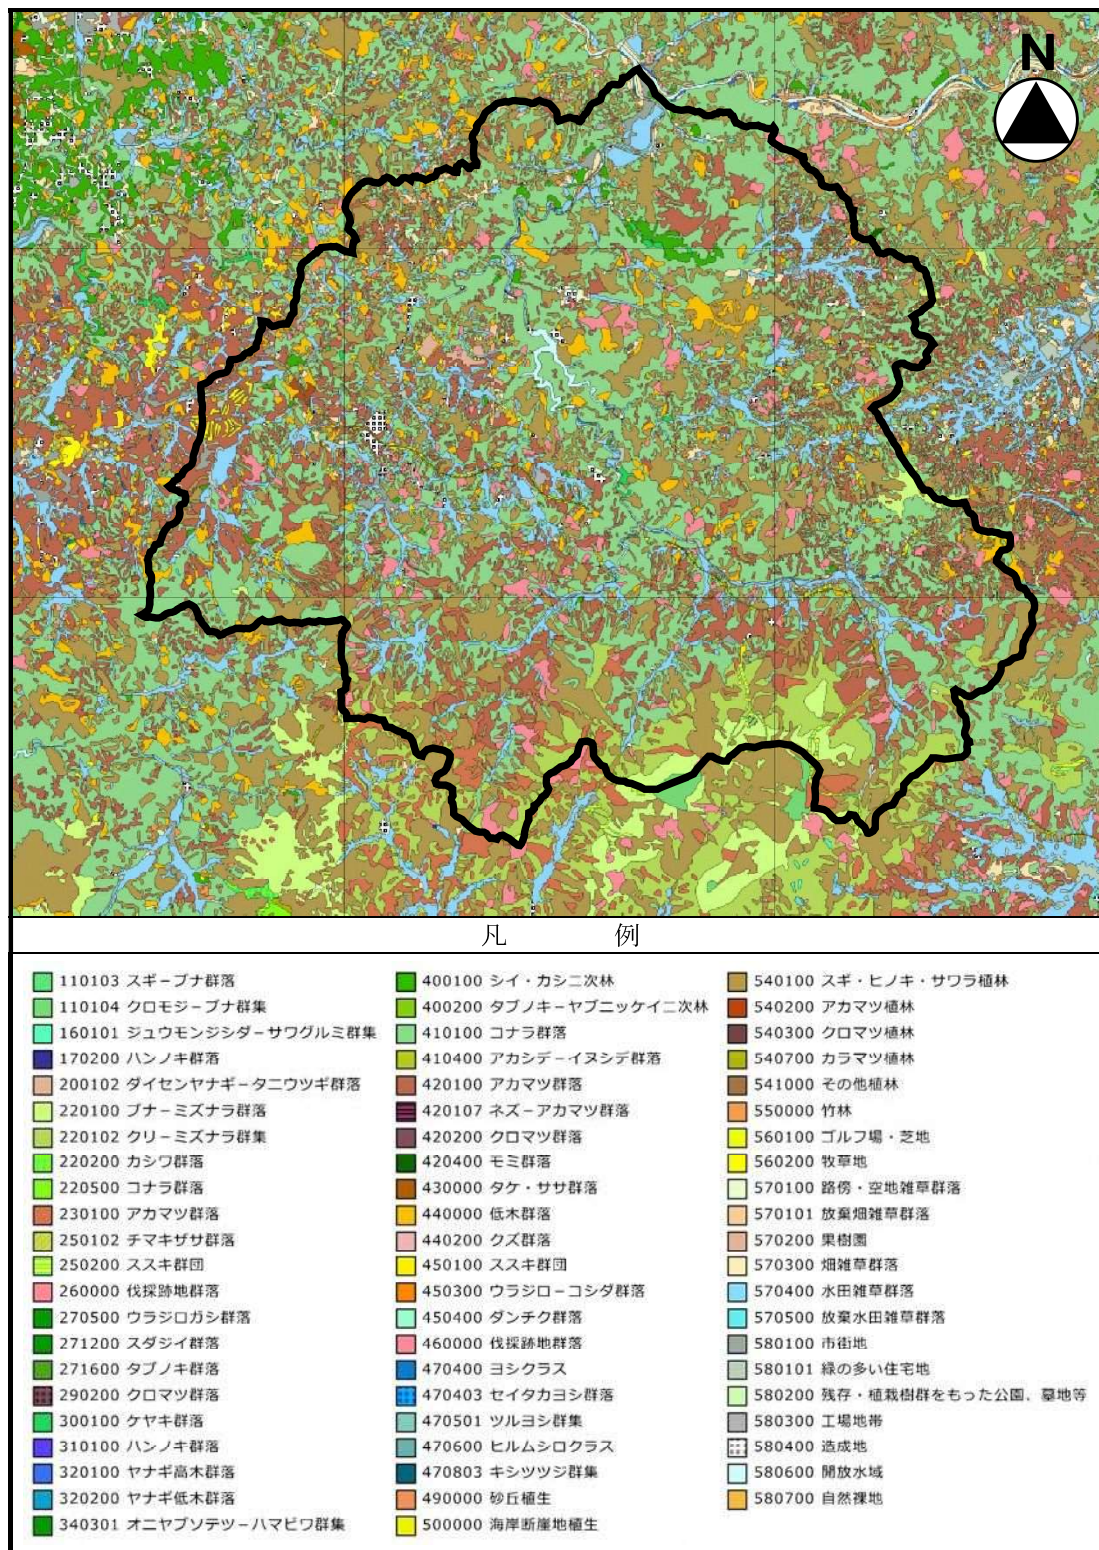 N
凡 例
110103 スギーブナ群落
110104 クロモジーブナ群集
160101 ジュウモンジシダーサワグルミ群集
170200 ハンノキ群落
200102 ダイセンヤナギータニウツギ群落
220100 ブナーミズナラ群落
220102 クリーミズナラ群集
220200 カシワ群落
220500 コナラ群落
230100 アカマツ群落
250102 チマキザサ群落
250200 ススキ群団
260000 伐採跡地群落
270500 ウラジロガシ群落
271200 スダジイ群落
271600 タブノキ群落
290200 クロマツ群落
300100 ケヤキ群落
310100 ハンノキ群落
320100 ヤナギ高木群落
320200 ヤナギ低木群落
340301 オニヤブソテツーハマビワ群集
400100 シイ・カシ二次林
400200 タブノキーヤブニッケイ二次林
410100 コナラ群落
410400 アカシデーイヌシデ群落
420100 アカマツ群落
420107 ネズーアカマツ群落
420200 クロマツ群落
420400 モミ群落
430000 タケ・ササ群落
440000 低木群落
440200 クズ群落
450100 ススキ群団
450300 ウラジローコシダ群落
450400 ダンチク群落
460000 伐採跡地群落
470400 ヨシクラス
470403 セイタカヨシ群落
470501 ツルヨシ群集
470600 ヒルムシロクラス
470803 キシツツジ群集
490000 砂丘植生
500000 海岸断崖地植生
540100 スギ・ヒノキ・サワラ植林
540200 アカマツ植林
540300 クロマツ植林
540700 カラマツ植林
541000 その他植林
550000 竹林
560100 ゴルフ場・芝地
560200 牧草地
570100 路傍・空地雑草群落
570101 放棄畑雑草群落
570200 果樹園
570300 畑雑草群落
570400 水田雑草群落
570500 放棄水田雑草群落
580100 市街地
580101 緑の多い住宅地
580200 残存・植栽樹群をもった公園、墓地等
580300 工場地帯
580400 造成地
580600 開放水域
580700 自然裸地